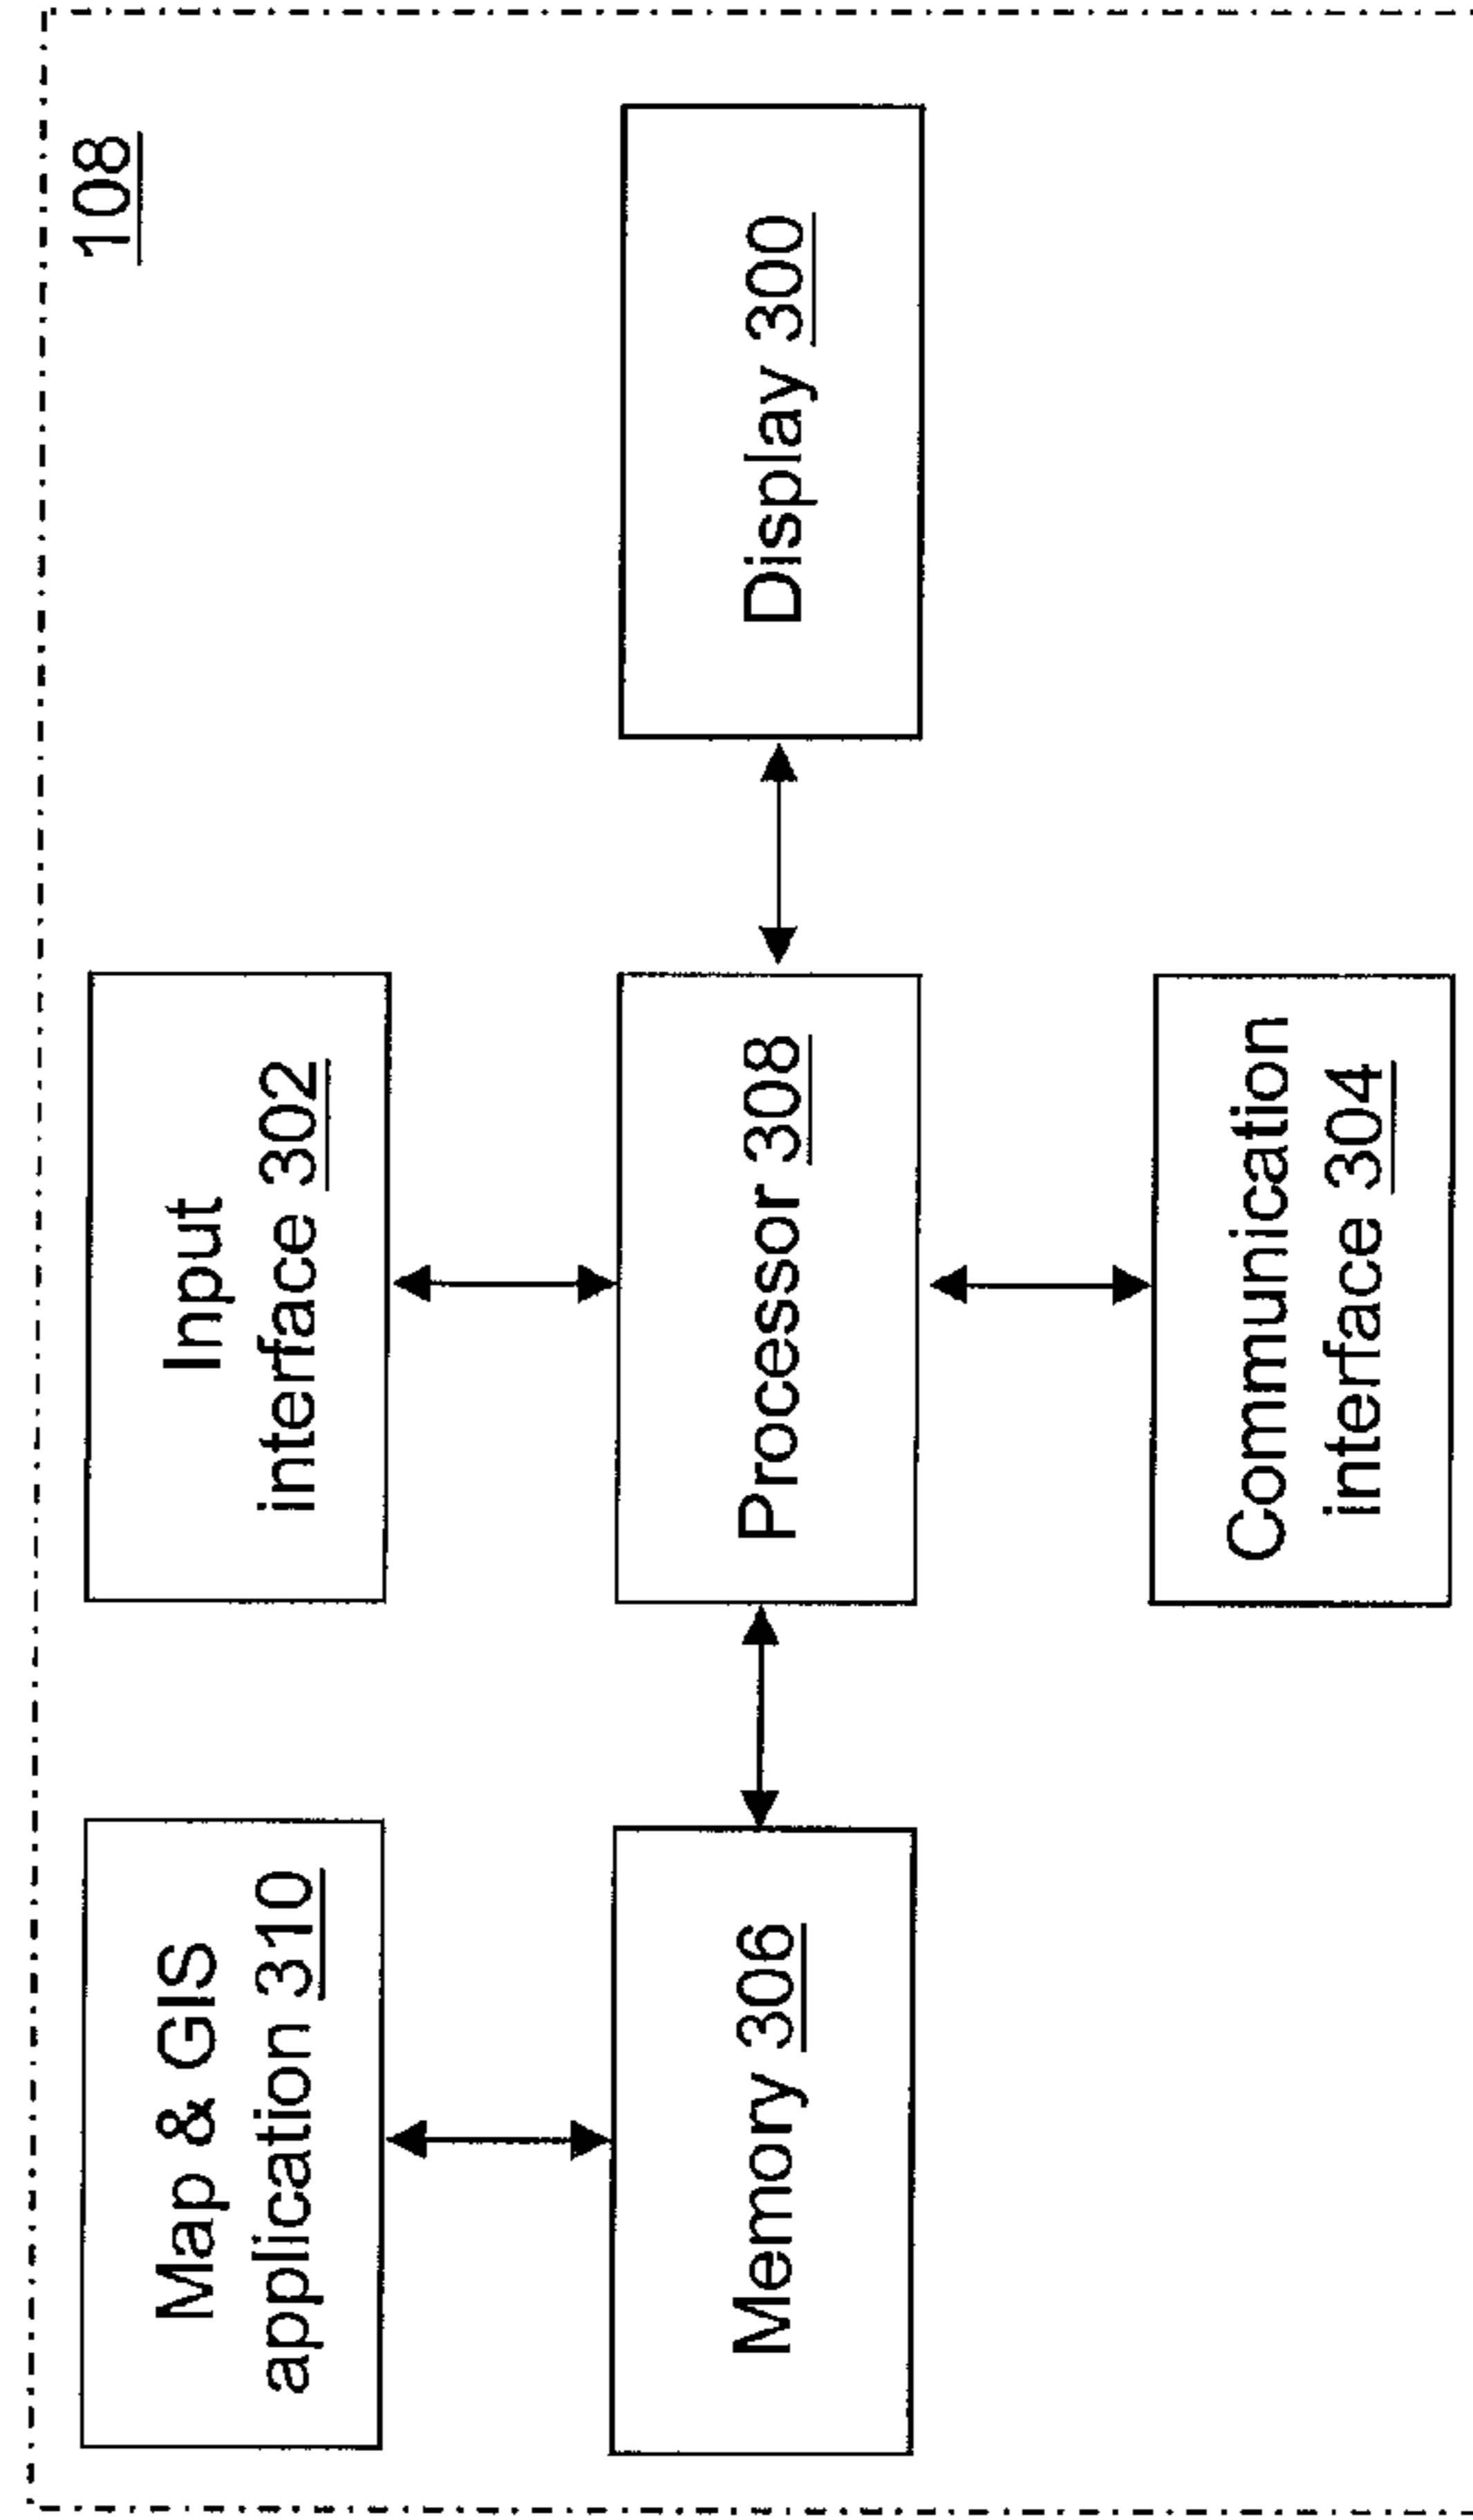 108
Map & GIS
application 310
Input
interface 302
Memory 306
Processor 308
Display 300
Communication
interface 304